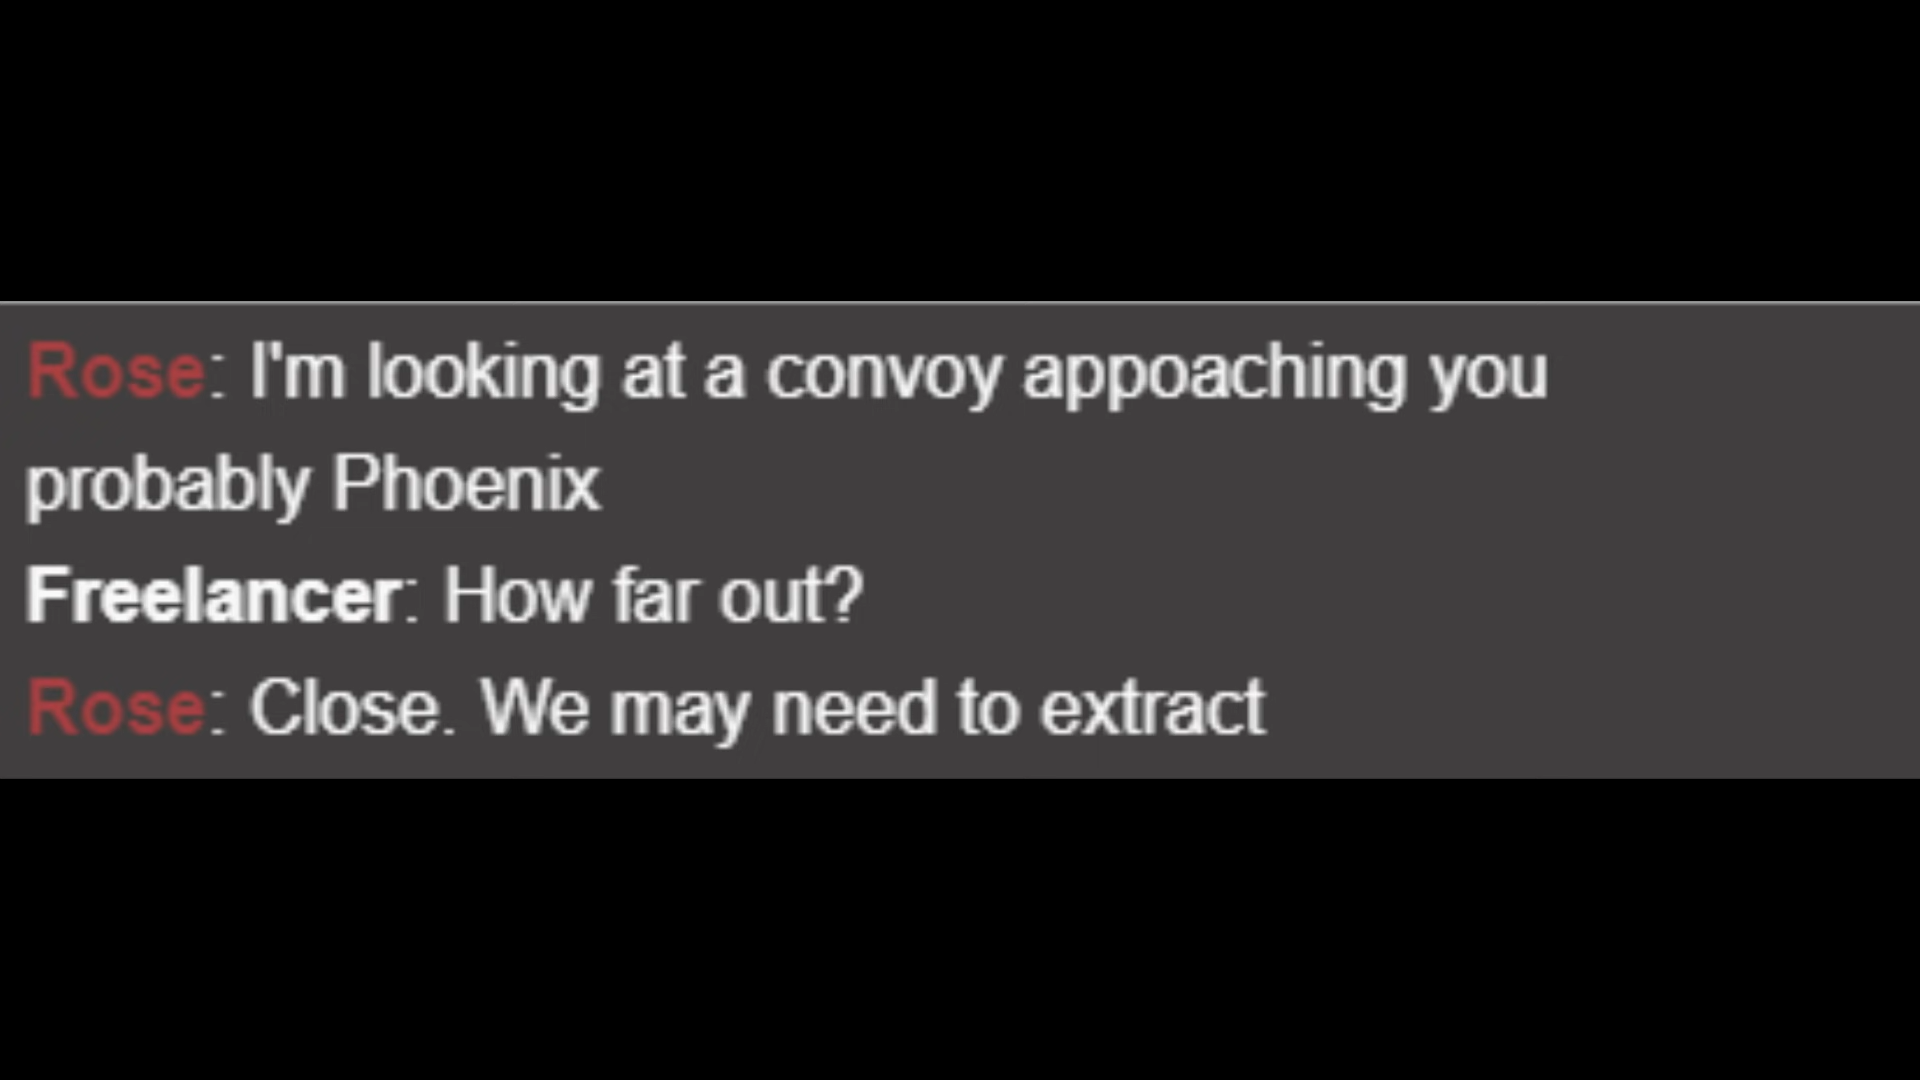 Rose: I'm looking at a convoy appoaching you
probably Phoenix
Freelancer: How far out?
Rose: Close. We may need to extract